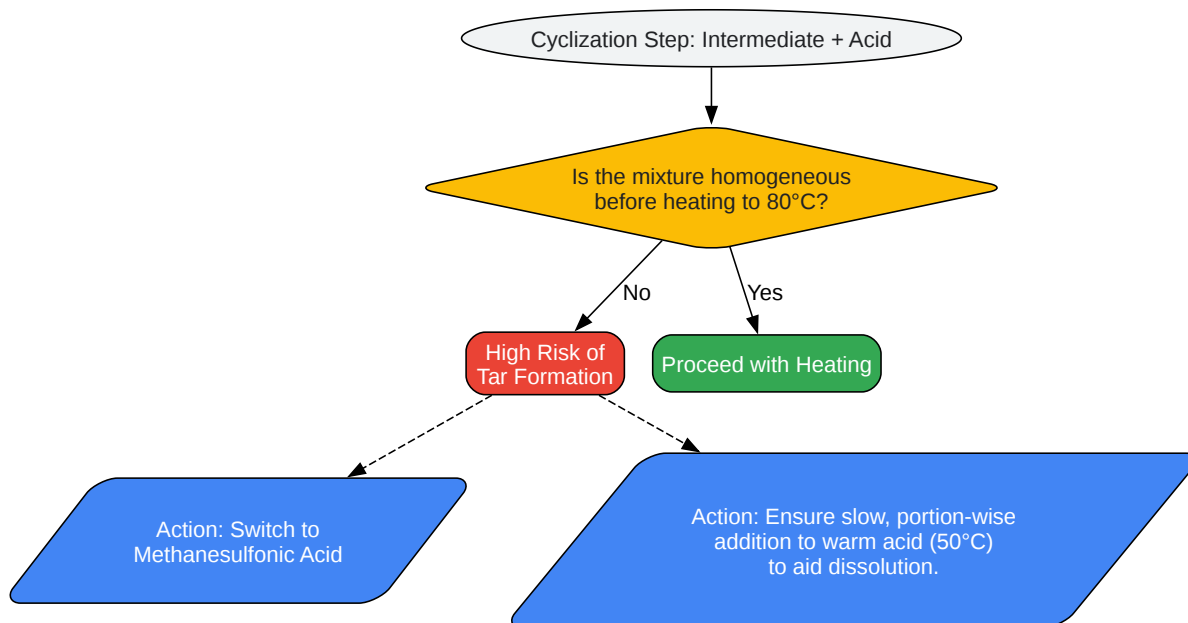 Cyclization Step: Intermediate + Acid
Is the mixture homogeneous
before heating to 80°C?
No
Yes
High Risk of
Tar Formation
Proceed with Heating
Action: Switch to
Methanesulfonic Acid
Action: Ensure slow, portion-wise
addition to warm acid (50°C)
to aid dissolution.